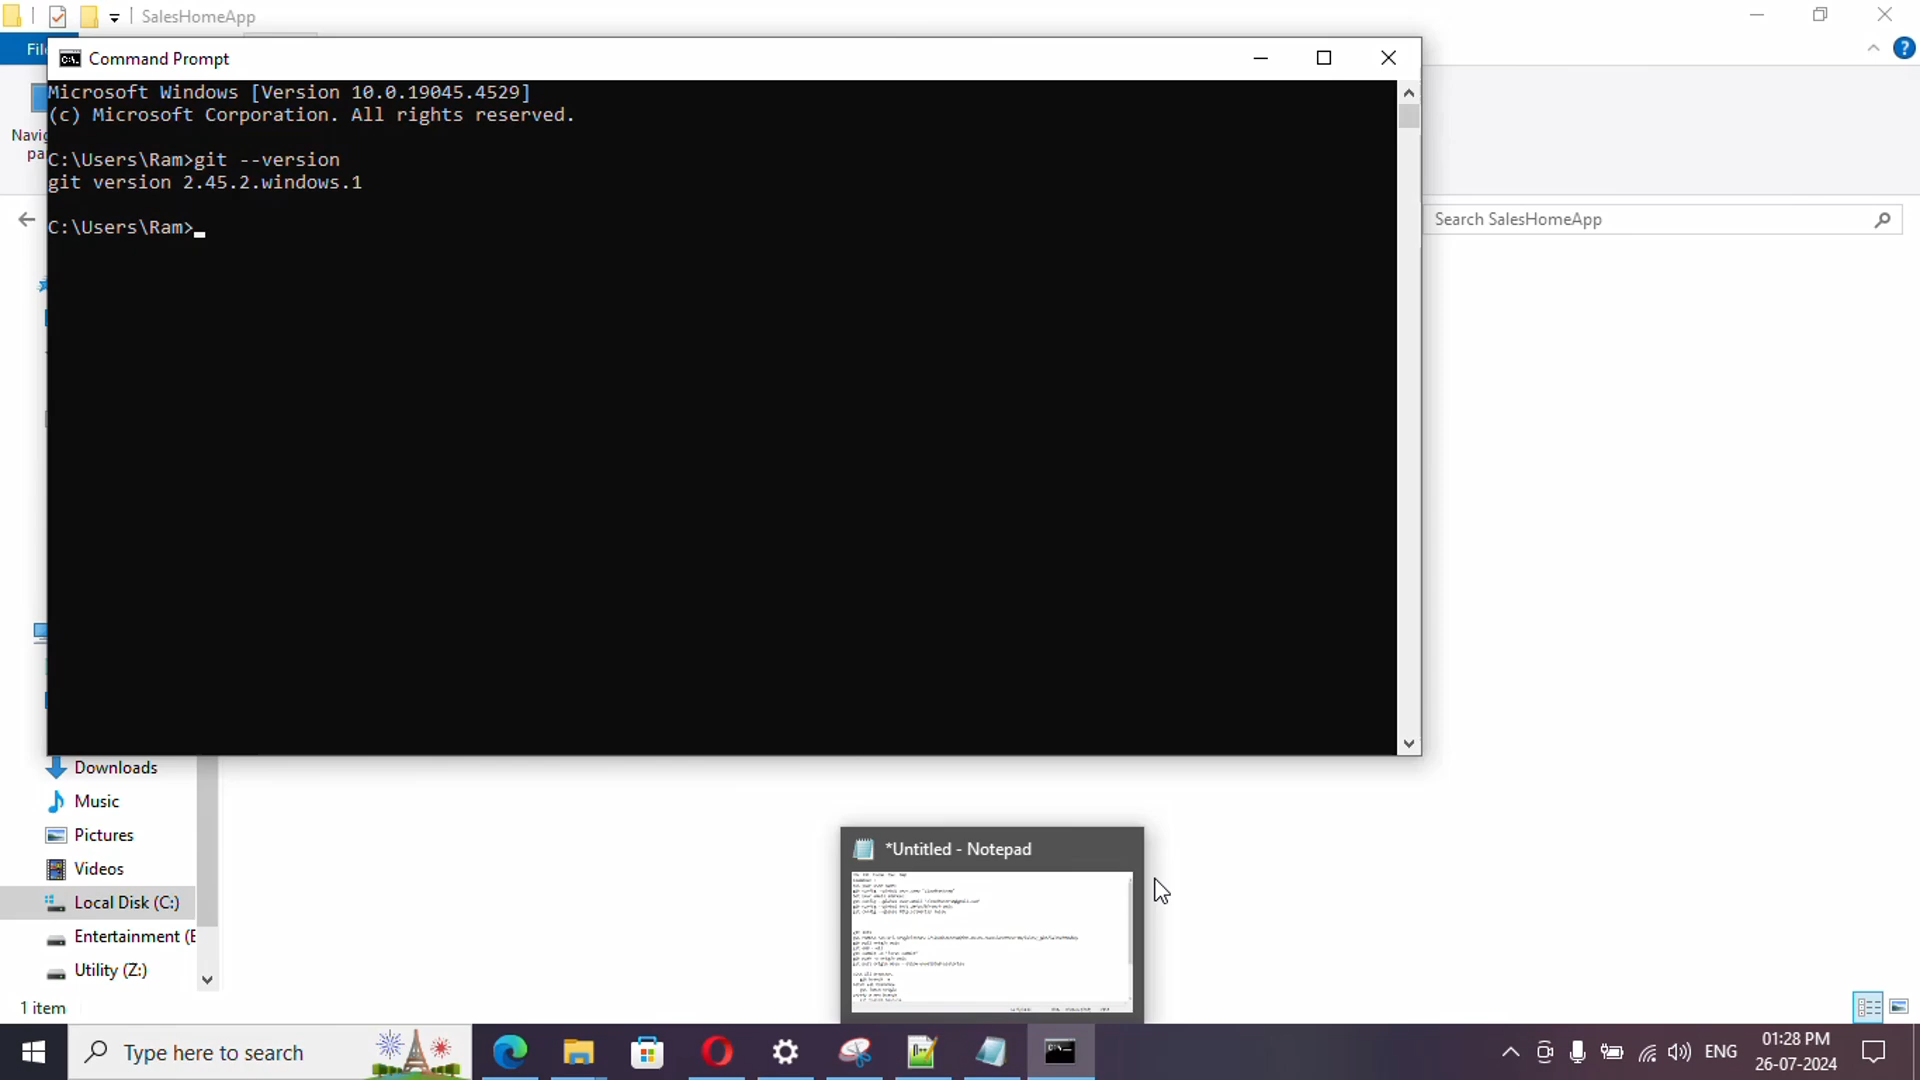 SalesHomeApp
Command Prompt
Microsoft Windows [Version 10.0.19045.4529]
(c) Microsoft Corporation. All rights reserved.
C:\Users\Ram>git --version
git version 2.45.2.windows.1
C:\Users\Ram>
Search SalesHomeApp
Downloads
Music
Pictures
Videos
Local Disk (C:)
Entertainment (E
Utility (Z:)
1 item
*Untitled - Notepad
Type here to search
ENG
01:28 PM
26-07-2024